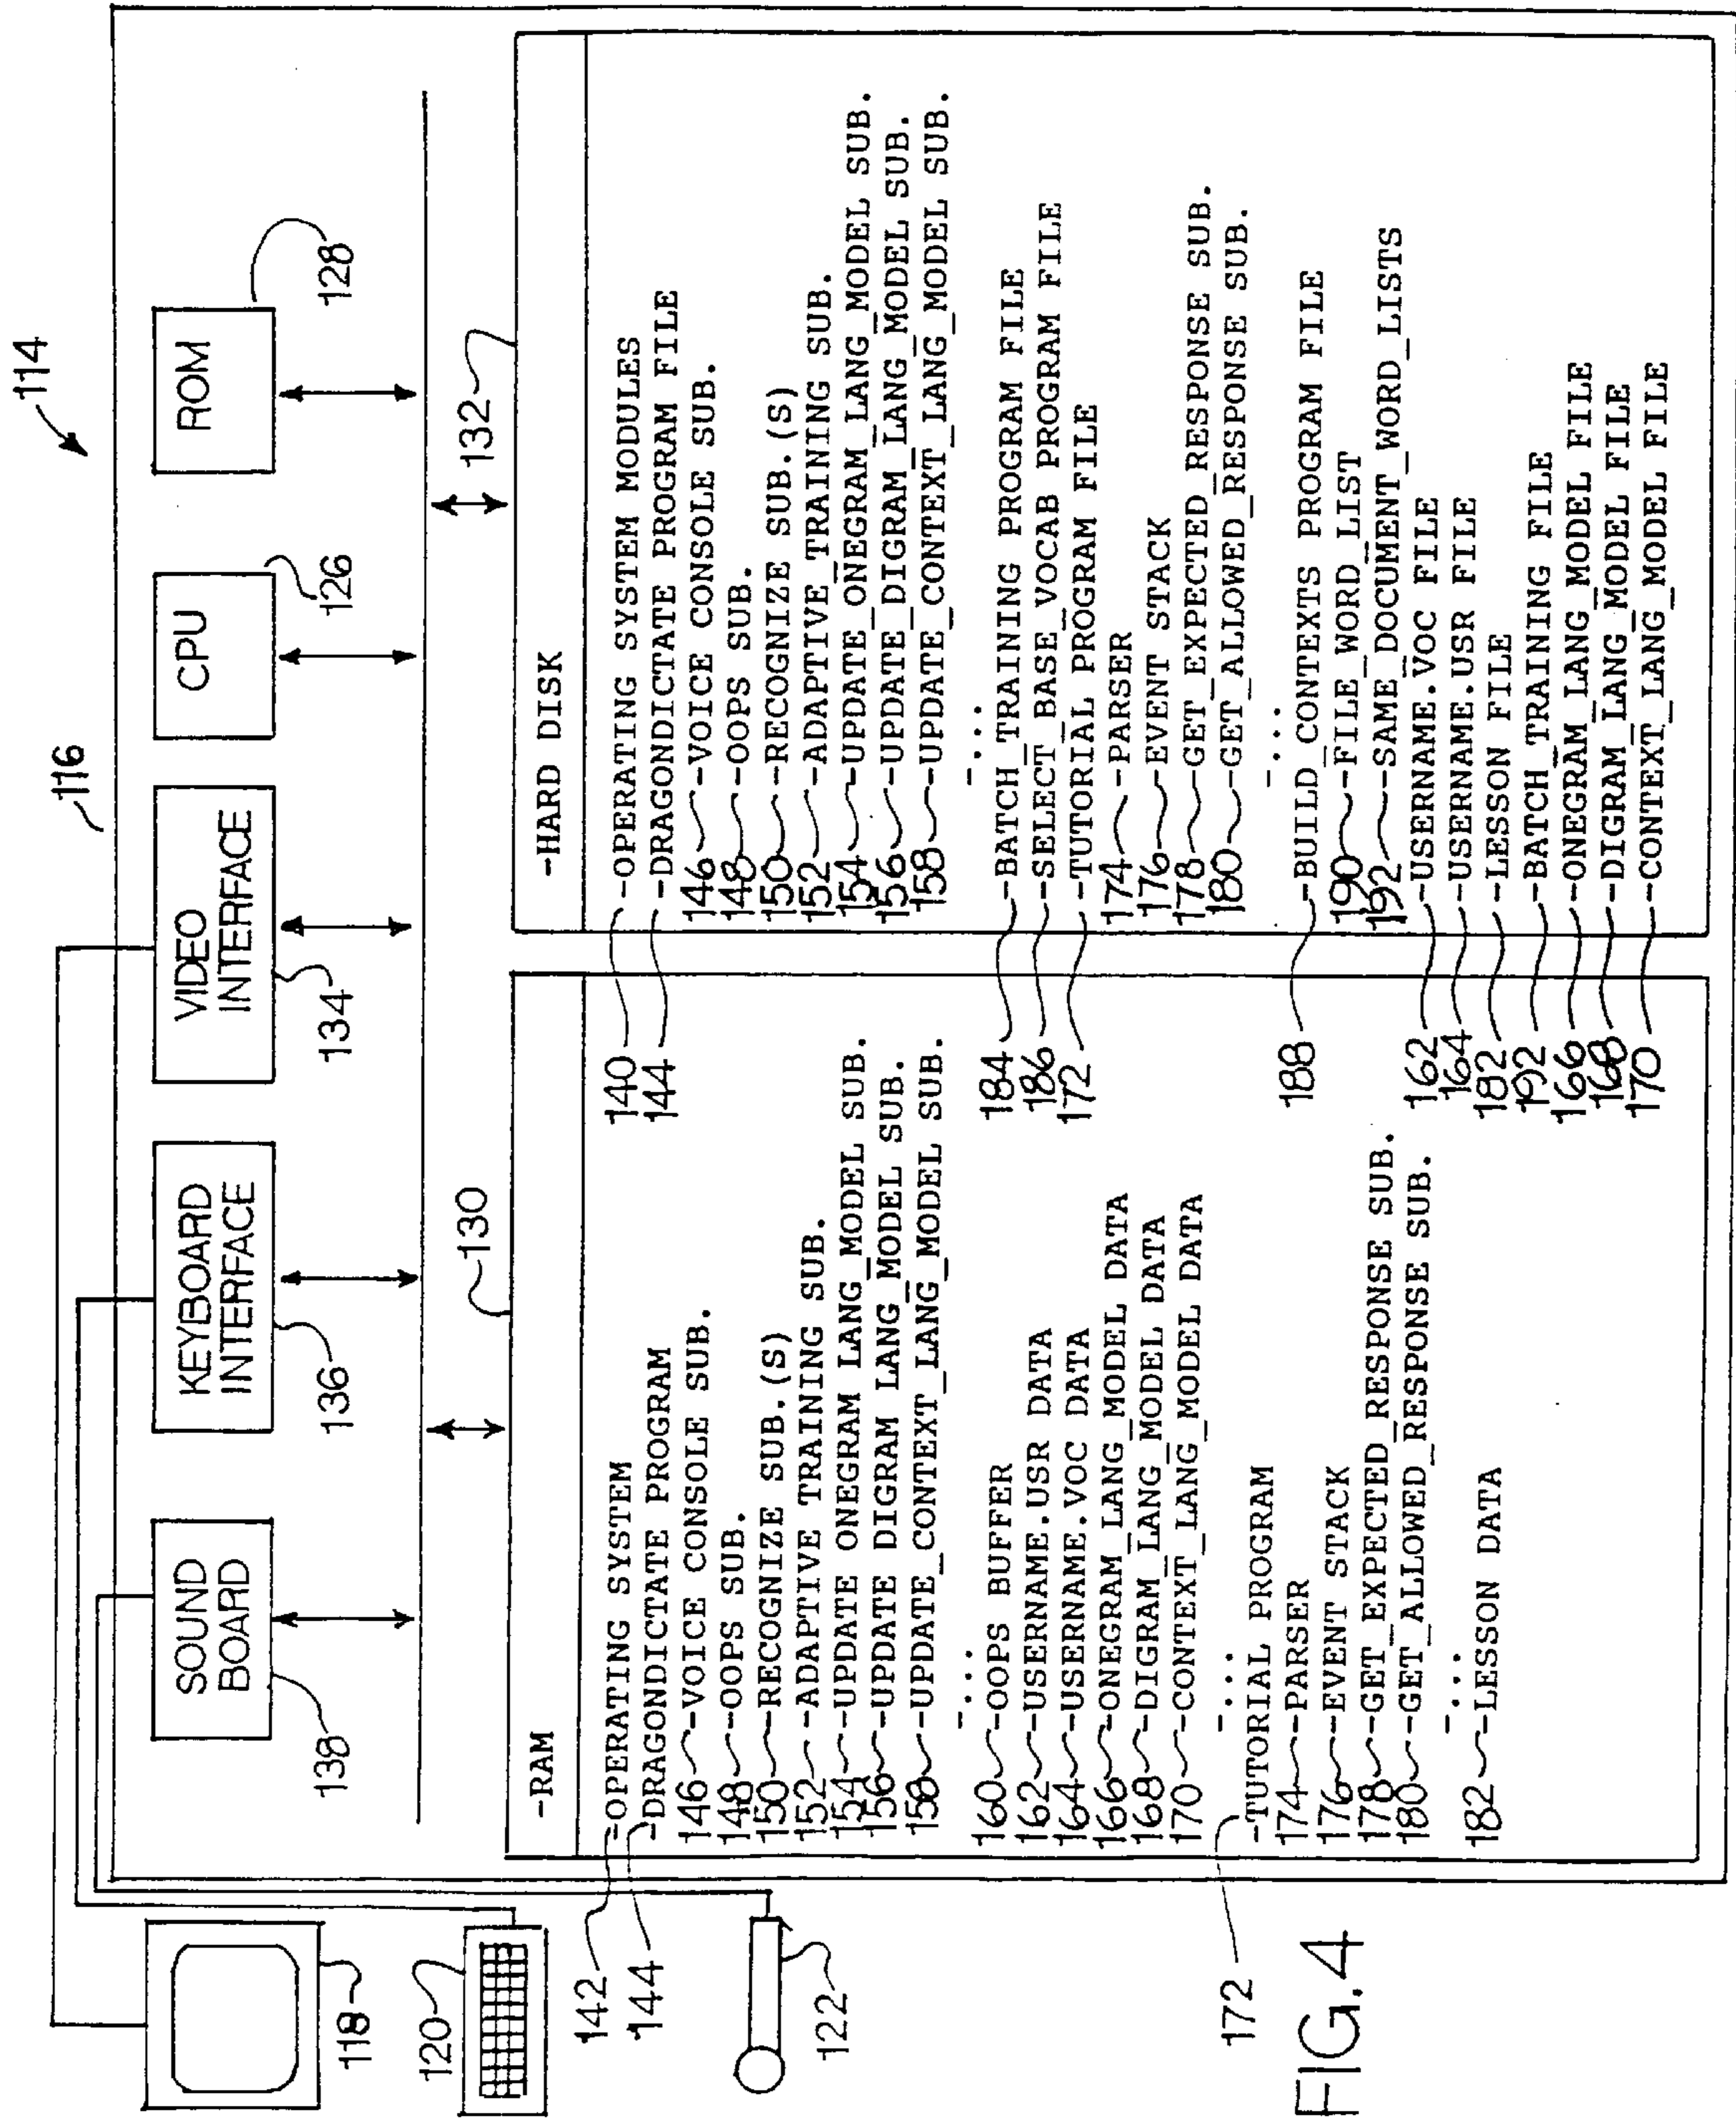 114
116
SOUND BOARD
138
KEYBOARD INTERFACE
136
VIDEO INTERFACE
134
CPU
126
ROM
128
118
120
122
130
-RAM
142 -OPERATING SYSTEM
144 -DRAGONDICTATE PROGRAM
146 -VOICE CONSOLE SUB.
148 -OOPS SUB.
150 -RECOGNIZE SUB.(S)
152 -ADAPTIVE TRAINING SUB.
154 -UPDATE ONEGRAM LANG_MODEL SUB.
156 -UPDATE DIGRAM LANG_MODEL SUB.
158 -UPDATE_CONTEXT_LANG_MODEL SUB.
-...
160 -OOPS BUFFER
162 -USERNAME.USR DATA
164 -USERNAME.VOC DATA
166 -ONEGRAM_LANG_MODEL DATA
168 -DIGRAM_LANG_MODEL DATA
170 -CONTEXT_LANG_MODEL DATA
-...
172 -TUTORIAL PROGRAM
174 -PARSER
176 -EVENT STACK
178 -GET_EXPECTED_RESPONSE SUB.
180 -GET_ALLOWED_RESPONSE SUB.
-...
182 -LESSON DATA
132
-HARD DISK
140 -OPERATING SYSTEM MODULES
144 -DRAGONDICTATE PROGRAM FILE
146 -VOICE CONSOLE SUB.
148 -OOPS SUB.
150 -RECOGNIZE SUB.(S)
152 -ADAPTIVE_TRAINING SUB.
154 -UPDATE_ONEGRAM_LANG_MODEL SUB.
156 -UPDATE_DIGRAM_LANG_MODEL SUB.
158 -UPDATE_CONTEXT_LANG_MODEL SUB.
-...
184 -BATCH_TRAINING PROGRAM FILE
186 -SELECT_BASE_VOCAB PROGRAM FILE
172 -TUTORIAL PROGRAM FILE
174 -PARSER
176 -EVENT STACK
178 -GET_EXPECTED_RESPONSE SUB.
180 -GET_ALLOWED_RESPONSE SUB.
-...
188 -BUILD_CONTEXTS PROGRAM FILE
190 -FILE_WORD_LIST
192 -SAME_DOCUMENT_WORD_LISTS
162 -USERNAME.VOC FILE
164 -USERNAME.USR FILE
182 -LESSON FILE
192 -BATCH_TRAINING FILE
166 -ONEGRAM_LANG_MODEL FILE
168 -DIGRAM_LANG_MODEL FILE
170 -CONTEXT_LANG_MODEL FILE
FIG.4